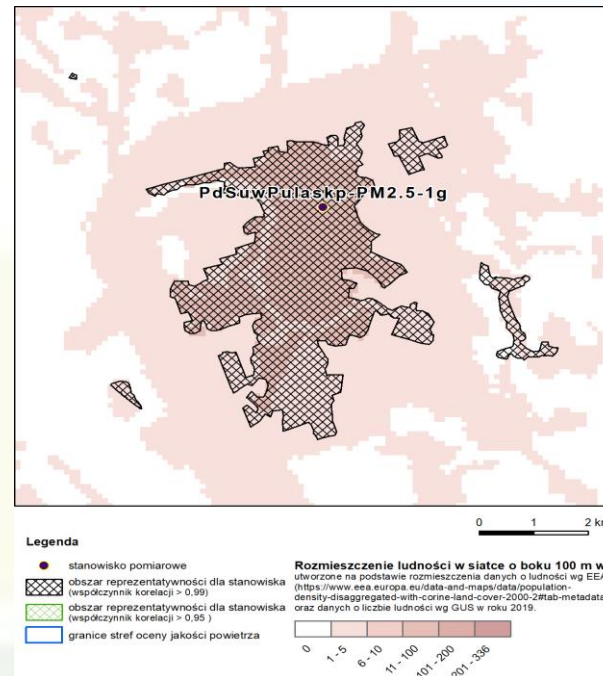 PdSuwPulaskp-PM2.5-1g
0 1 2 km
Legenda
stanowisko pomiarowe
obszar reprezentatywności dla stanowiska
(współczynnik korelacji > 0,99)
obszar reprezentatywności dla stanowiska
(współczynnik korelacji > 0,95 )
granice stref oceny jakości powietrza
Rozmieszczenie ludności w siatce o boku 100 m w
utworzone na podstawie rozmieszczenia danych o ludności wg EEA
(https://www.eea.europa.eu/data-and-maps/data/population-
density-disaggregated-with-corine-land-cover-2000-2#tab-metadata
oraz danych o liczbie ludności wg GUS w roku 2019.
0 1 - 5 6 - 10 11 - 100 101 - 200 201 - 336